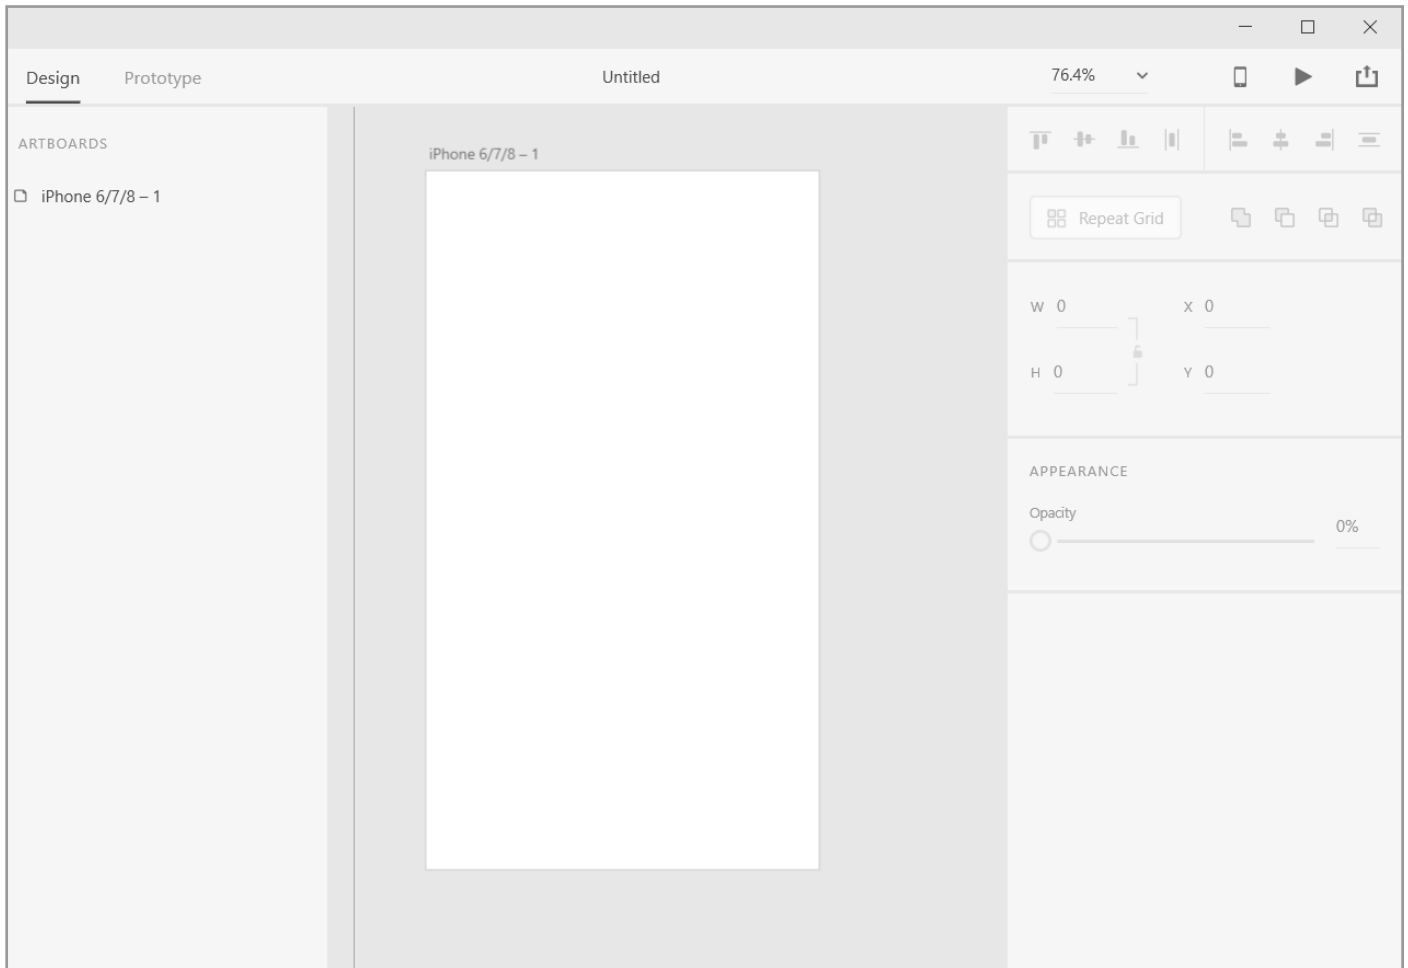 Design Prototype Untitled 76.4%
ARTBOARDS
iPhone 6/7/8 – 1
iPhone 6/7/8 – 1
Repeat Grid
W 0 X 0
H 0 Y 0
APPEARANCE
Opacity
0%